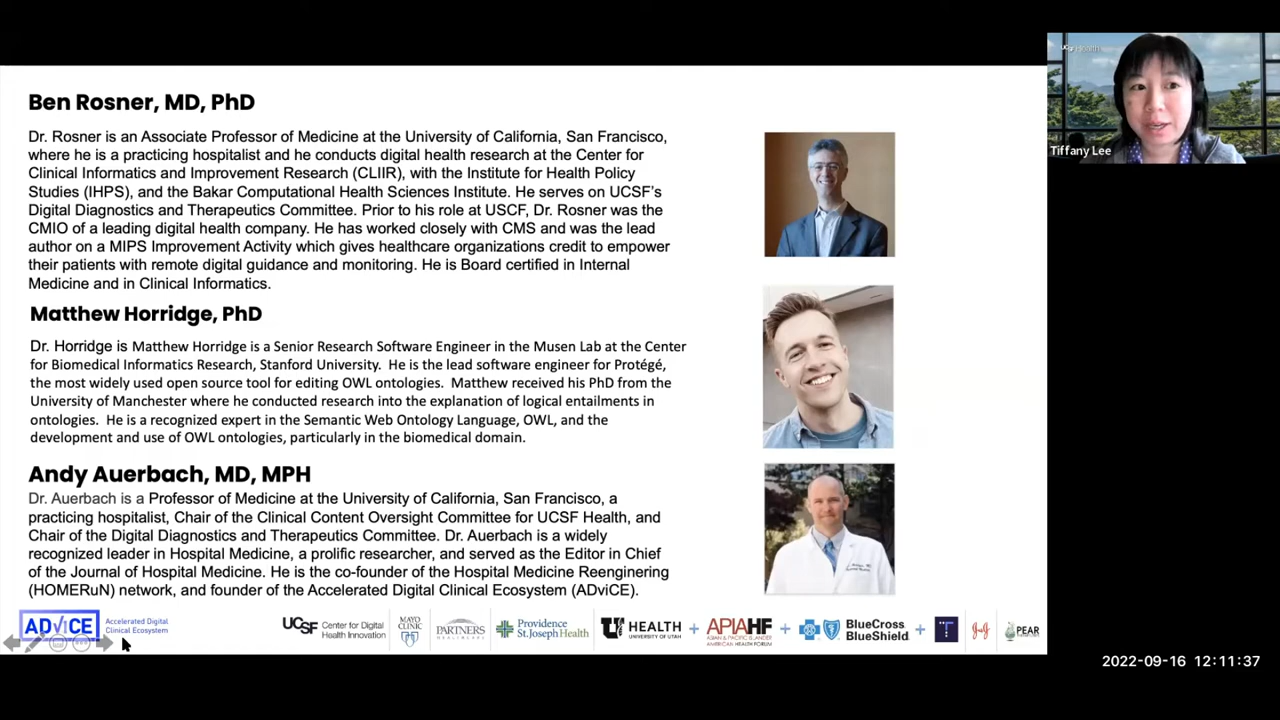 Ben Rosner, MD, PhD
Dr. Rosner is an Associate Professor of Medicine at the University of California, San Francisco,
where he is a practicing hospitalist and he conducts digital health research at the Center for
Clinical Informatics and Improvement Research (CLIIR), with the Institute for Health Policy
Studies (IHPS), and the Bakar Computational Health Sciences Institute. He serves on UCSF's
Digital Diagnostics and Therapeutics Committee. Prior to his role at USCF, Dr. Rosner was the
CMIO of a leading digital health company. He has worked closely with CMS and was the lead
author on a MIPS Improvement Activity which gives healthcare organizations credit to empower
their patients with remote digital guidance and monitoring. He is Board certified in Internal
Medicine and in Clinical Informatics.
Matthew Horridge, PhD
Dr. Horridge is Matthew Horridge is a Senior Research Software Engineer in the Musen Lab at the Center
for Biomedical Informatics Research, Stanford University. He is the lead software engineer for Protégé,
the most widely used open source tool for editing OWL ontologies. Matthew received his PhD from the
University of Manchester where he conducted research into the explanation of logical entailments in
ontologies. He is a recognized expert in the Semantic Web Ontology Language, OWL, and the
development and use of OWL ontologies, particularly in the biomedical domain.
Andy Auerbach, MD, MPH
Dr. Auerbach is a Professor of Medicine at the University of California, San Francisco, a
practicing hospitalist, Chair of the Clinical Content Oversight Committee for UCSF Health, and
Chair of the Digital Diagnostics and Therapeutics Committee. Dr. Auerbach is a widely
recognized leader in Hospital Medicine, a prolific researcher, and served as the Editor in Chief
of the Journal of Hospital Medicine. He is the co-founder of the Hospital Medicine Reenginering
(HOMERuN) network, and founder of the Accelerated Digital Clinical Ecosystem (ADviCE).
ADViCE
Accelerated Digital
Clinical Ecosystem
UCSF
Center for Digital
Health Innovation
MAYO
CLINIC
PARTNERS
HEALTHCARE
Providence
St.Joseph Health
U HEALTH
UNIVERSITY OF UTAH
+
APIAHF
ASIAN & PACIFIC ISLANDER
AMERICAN HEALTH FORUM
+
BlueCross
BlueShield
+
T
J&J
PEAR
Tiffany Lee
2022-09-16 12:11:37